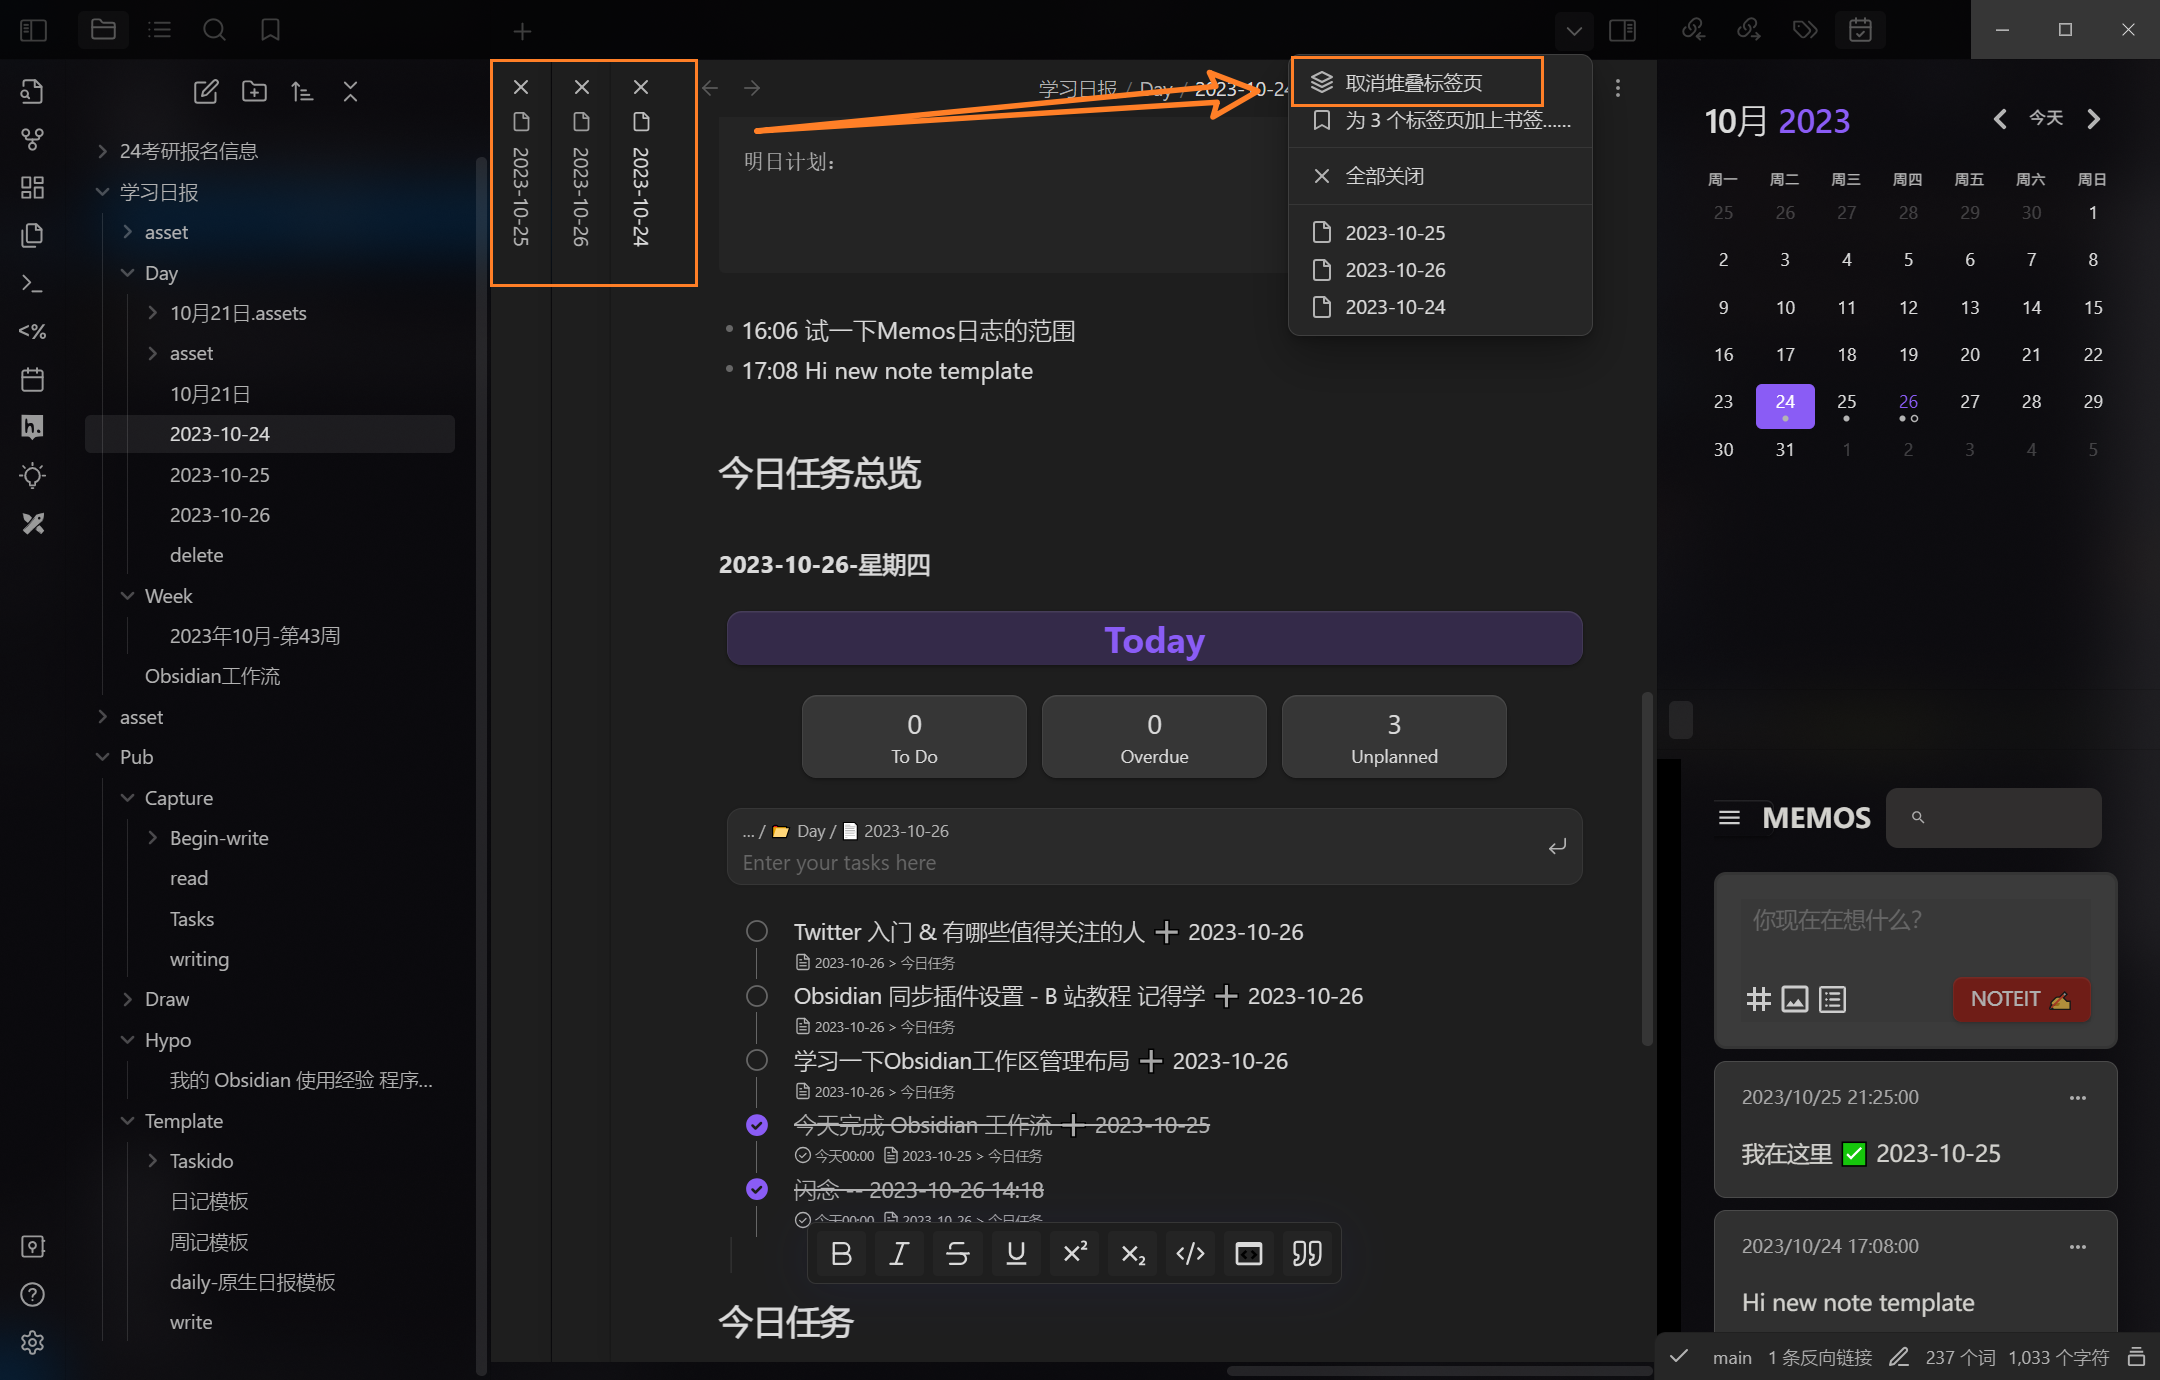 24考研报名信息
学习日报
asset
Day
10月21日.assets
asset
10月21日
2023-10-24
2023-10-25
2023-10-26
delete
Week
2023年10月-第43周
Obsidian工作流
asset
Pub
Capture
Begin-write
read
Tasks
writing
Draw
Hypo
我的 Obsidian 使用经验 程序...
Template
Taskido
日记模板
周记模板
daily-原生日报模板
write
2023-10-25
2023-10-26
2023-10-24
学习日报 / Day / 2023-10-24
明日计划：
16:06 试一下Memos日志的范围
17:08 Hi new note template
今日任务总览
2023-10-26-星期四
Today
0
To Do
0
Overdue
3
Unplanned
... / 📂 Day / 📄 2023-10-26
Enter your tasks here
Twitter 入门 & 有哪些值得关注的人 ➕ 2023-10-26
2023-10-26 > 今日任务
Obsidian 同步插件设置 - B 站教程 记得学 ➕ 2023-10-26
2023-10-26 > 今日任务
学习一下Obsidian工作区管理布局 ➕ 2023-10-26
2023-10-26 > 今日任务
今天完成 Obsidian 工作流 ➕ 2023-10-25
今天00:00 2023-10-25 > 今日任务
闪念 -- 2023-10-26 14:18
今天00:00 2023-10-26 > 今日任务
今日任务
取消堆叠标签页
为 3 个标签页加上书签......
全部关闭
2023-10-25
2023-10-26
2023-10-24
10月 2023
今天
周一 周二 周三 周四 周五 周六 周日
25 26 27 28 29 30 1
2 3 4 5 6 7 8
9 10 11 12 13 14 15
16 17 18 19 20 21 22
23 24 25 26 27 28 29
30 31 1 2 3 4 5
MEMOS
你现在在想什么？
NOTEIT ✍
2023/10/25 21:25:00
我在这里 ✅ 2023-10-25
2023/10/24 17:08:00
Hi new note template
main 1 条反向链接 237 个词 1,033 个字符